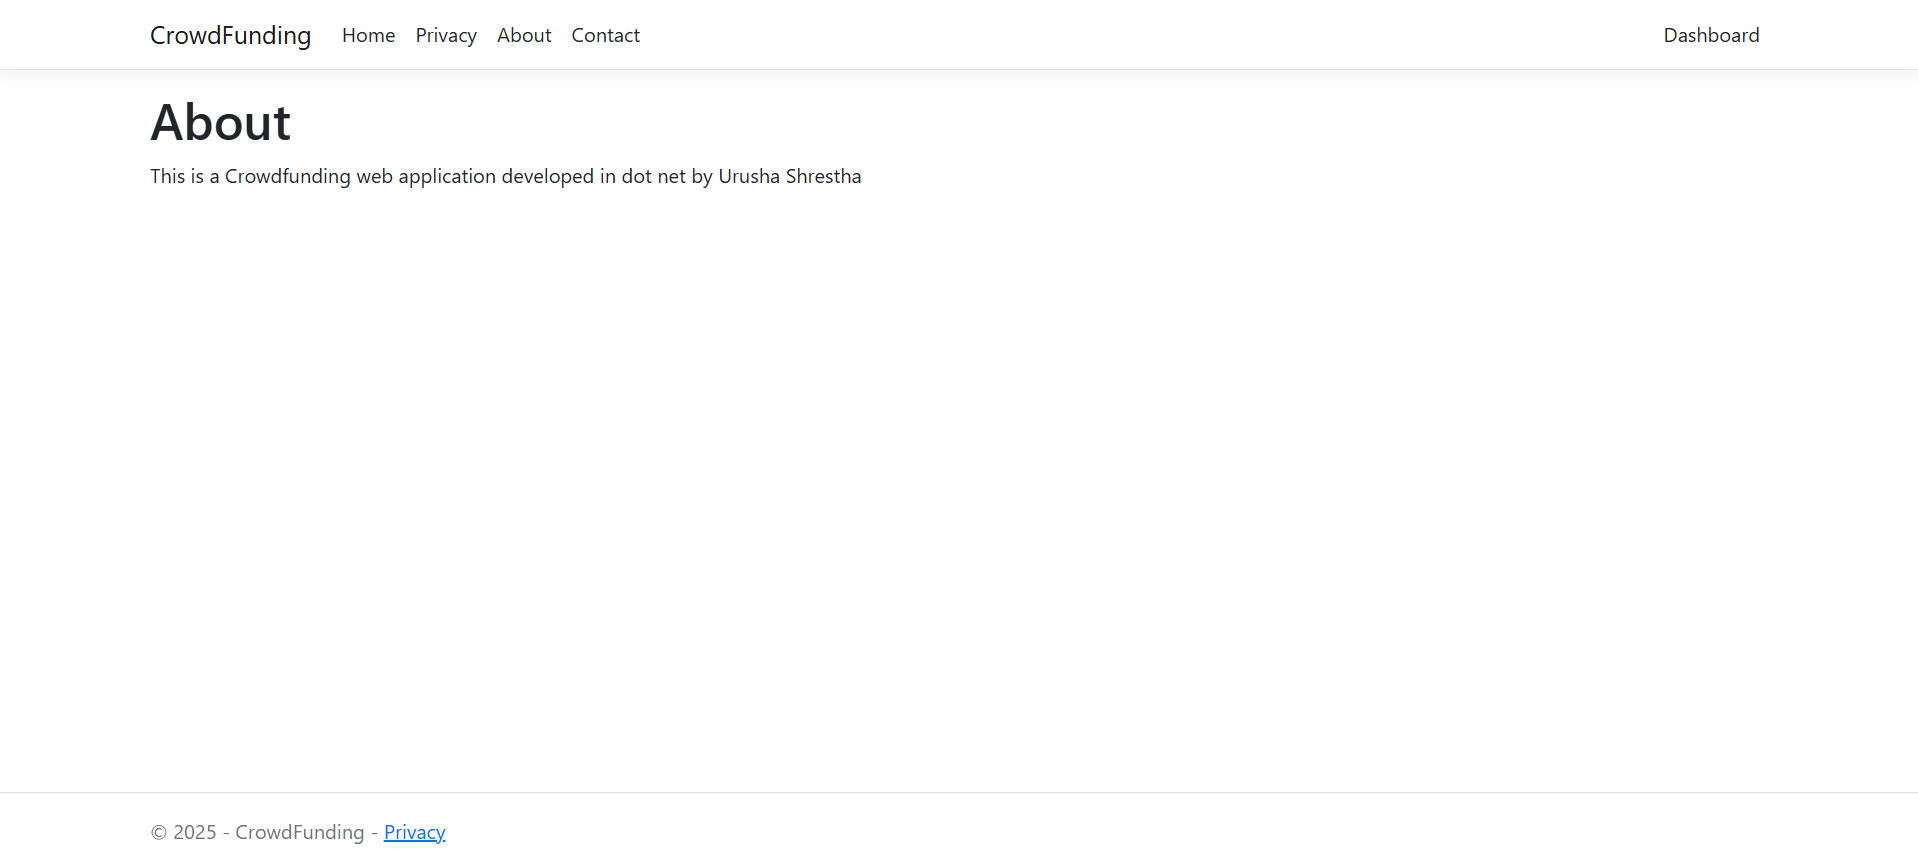 CrowdFunding Home Privacy About Contact Dashboard
About
This is a Crowdfunding web application developed in dot net by Urusha Shrestha
© 2025 - CrowdFunding - Privacy